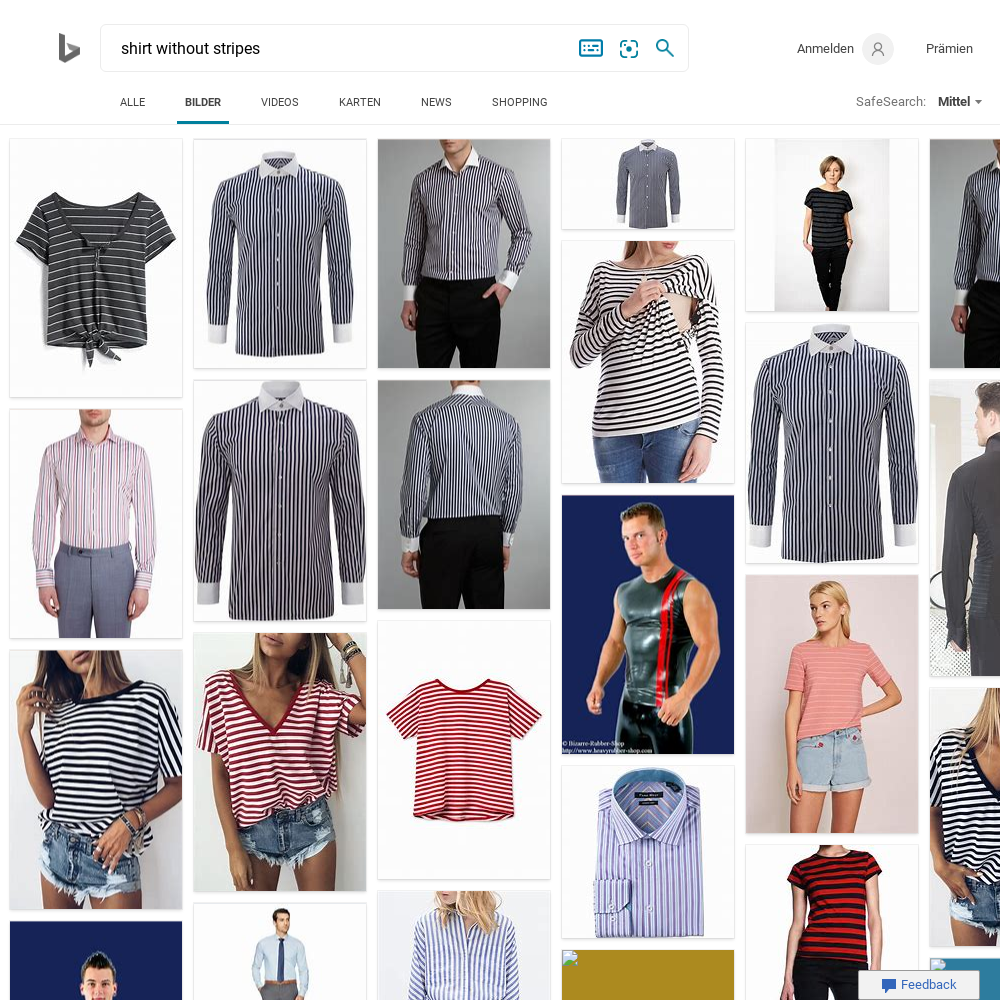 shirt without stripes
Anmelden
Prämien
ALLE
BILDER
VIDEOS
KARTEN
NEWS
SHOPPING
SafeSearch: Mittel
© Bizarre-Rubber-Shop
http://www.heavyrubber-shop.com
Feedback